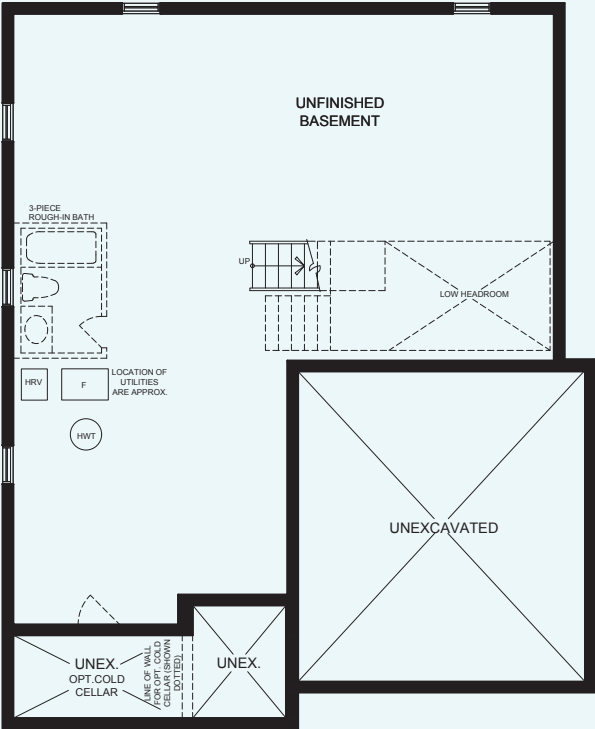 UNFINISHED
BASEMENT
3-PIECE
ROUGH-IN BATH
UP
LOW HEADROOM
HRV
F
LOCATION OF
UTILITIES
ARE APPROX.
HWT
UNEXCAVATED
UNEX.
OPT.COLD
CELLAR
LINE OF WALL
FOR OPT. COLD
CELLAR (SHOWN
DOTTED)
UNEX.